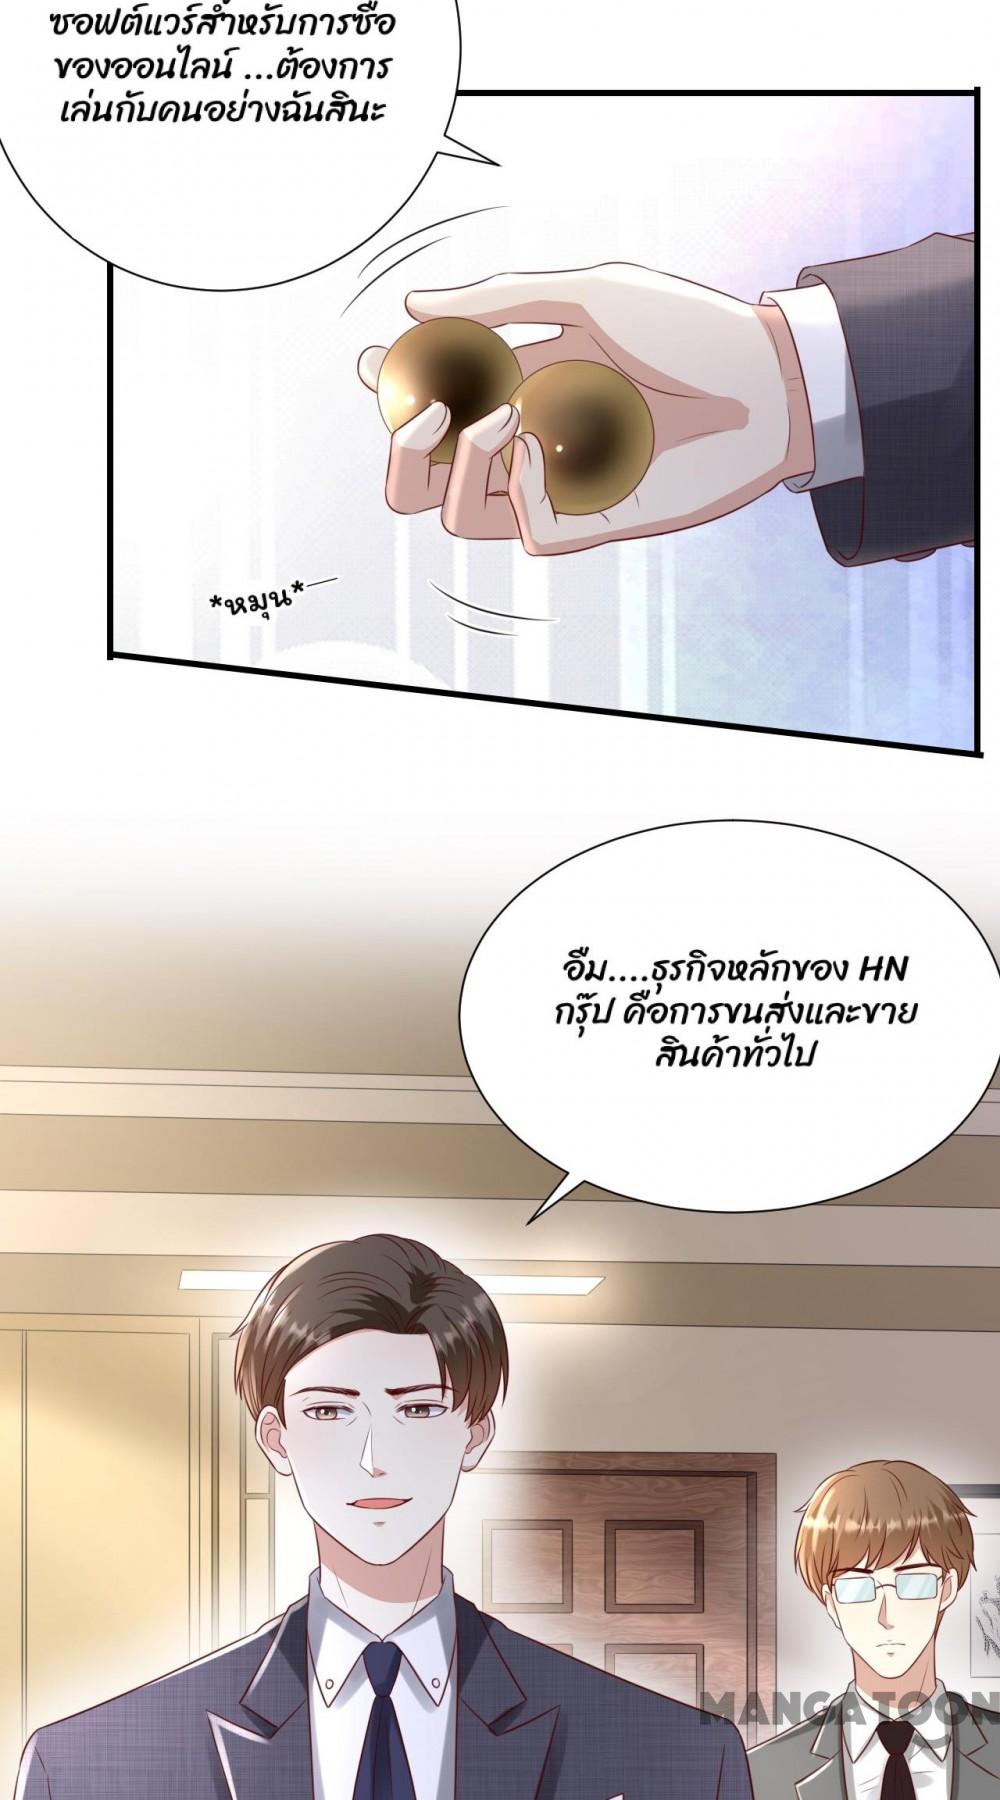 ซอฟต์แวร์สำหรับการซื้อ
ของออนไลน์ ...ต้องการ
เล่นกับคนอย่างฉันสินะ
*หมุน*
อืม....ธุรกิจหลักของ HN
กรุ๊ป คือการขนส่งและขาย
สินค้าทั่วไป
MANGATOON